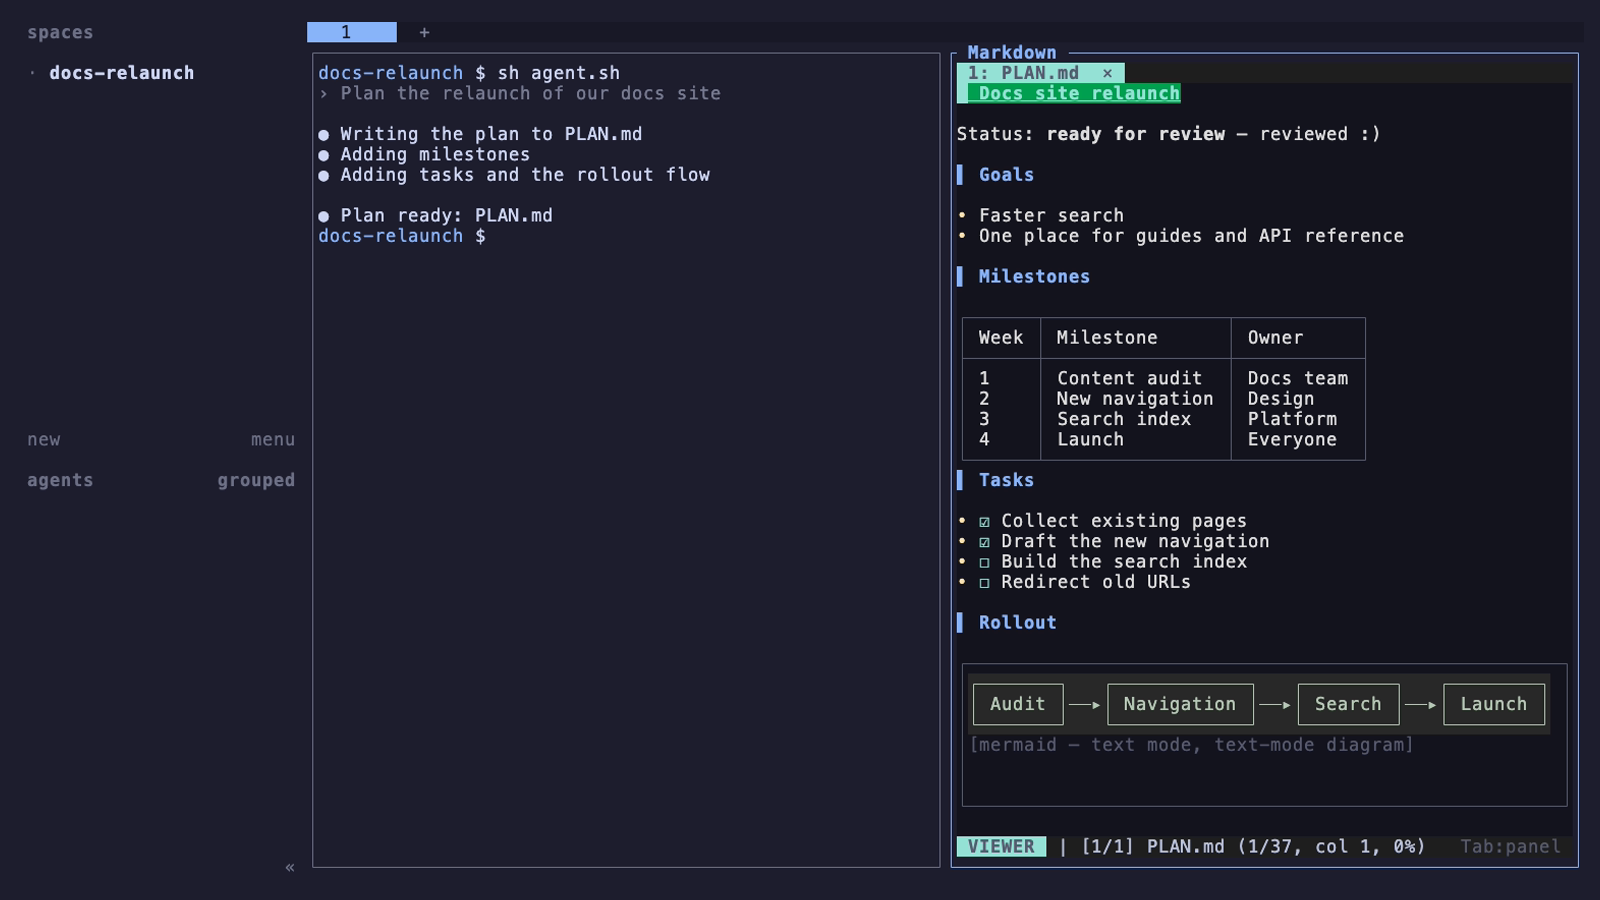 spaces
· docs-relaunch
new menu
agents grouped
«
1 +
docs-relaunch $ sh agent.sh
› Plan the relaunch of our docs site
● Writing the plan to PLAN.md
● Adding milestones
● Adding tasks and the rollout flow
● Plan ready: PLAN.md
docs-relaunch $
Markdown
1: PLAN.md ×
Docs site relaunch
Status: ready for review — reviewed :)
Goals
• Faster search
• One place for guides and API reference
Milestones
Week Milestone Owner
1 Content audit Docs team
2 New navigation Design
3 Search index Platform
4 Launch Everyone
Tasks
• ☑ Collect existing pages
• ☑ Draft the new navigation
• ☐ Build the search index
• ☐ Redirect old URLs
Rollout
Audit → Navigation → Search → Launch
[mermaid — text mode, text-mode diagram]
VIEWER | [1/1] PLAN.md (1/37, col 1, 0%) Tab:panel